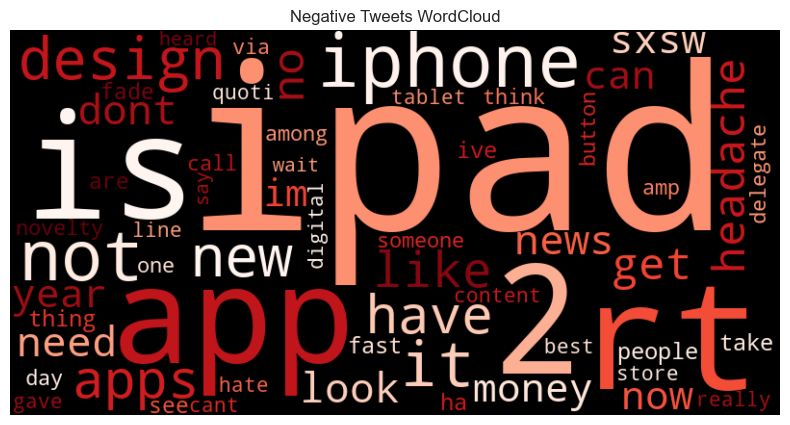 Negative Tweets WordCloud
heard
design
via
no
iphone
sxsw
can
fade
quoti
dont
tablet
think
button
headache
is
ipad
among
call
say
wait
im
ive
amp
delegate
are
novelty
line
digital
not
one
new
someone
news
get
like
2
rt
year
app
content
thing
have
need
it
fast
best
people
take
day
apps
hate
look
money
store
now
really
gave
see
cant
ha